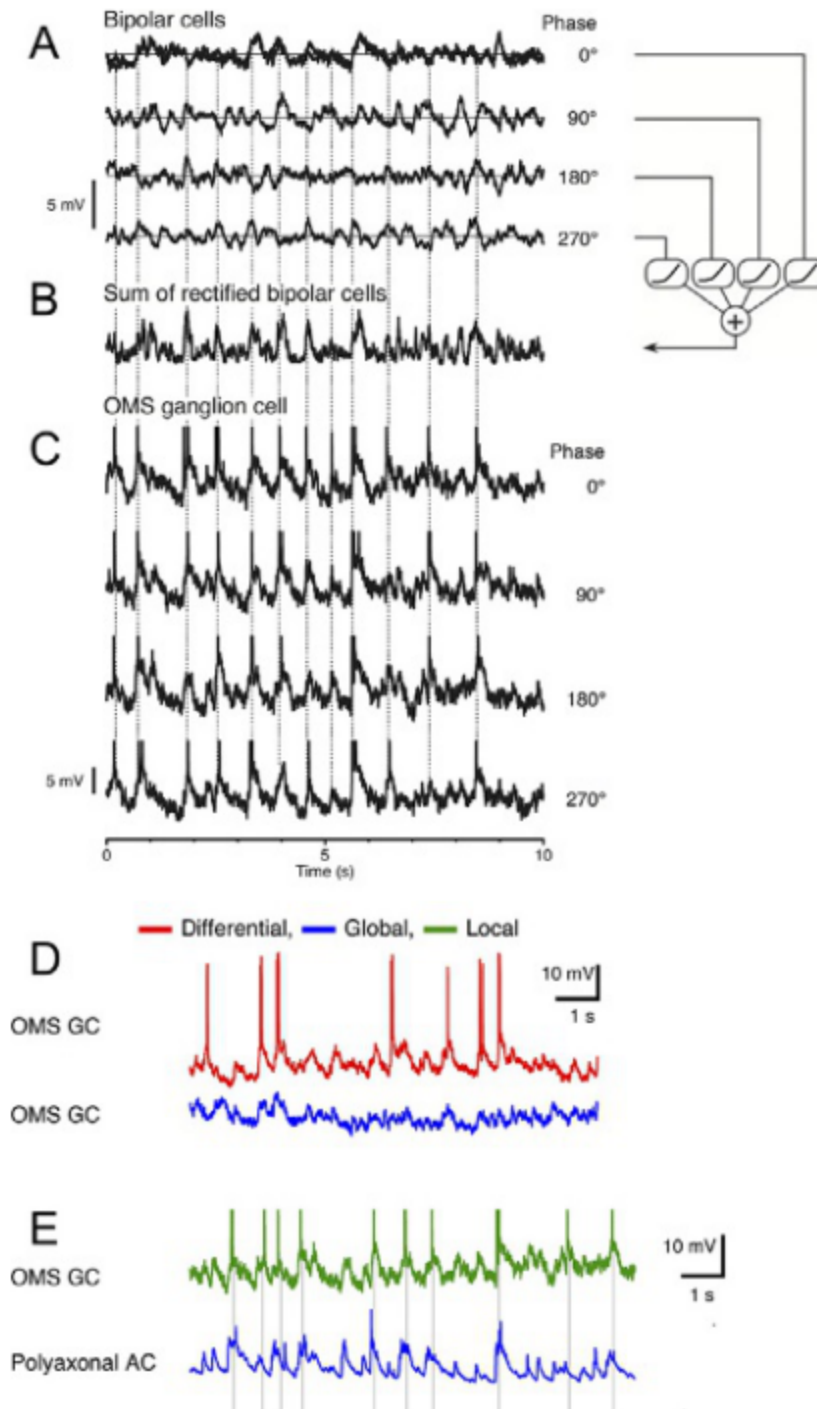 A
Bipolar cells
Phase
0°
90°
180°
270°
5 mV
+
B
Sum of rectified bipolar cells
OMS ganglion cell
C
Phase
0°
90°
180°
270°
5 mV
0
5
10
Time (s)
Differential, Global, Local
D
10 mV
1 s
OMS GC
OMS GC
E
10 mV
1 s
OMS GC
Polyaxonal AC